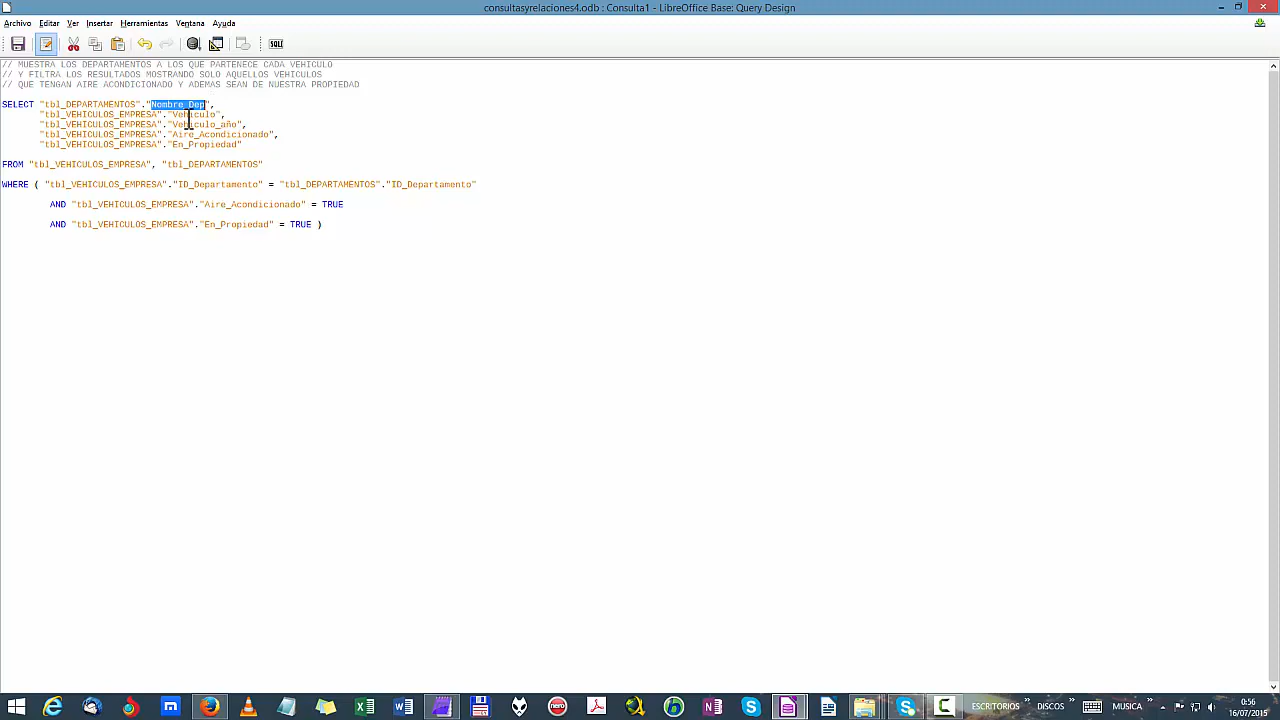 consultasyrelaciones4.odb : Consulta1 - LibreOffice Base: Query Design
Archivo Editar Ver Insertar Herramientas Ventana Ayuda
SQL
// MUESTRA LOS DEPARTAMENTOS A LOS QUE PARTENECE CADA VEHICULO
// Y FILTRA LOS RESULTADOS MOSTRANDO SOLO AQUELLOS VEHICULOS
// QUE TENGAN AIRE ACONDICIONADO Y ADEMAS SEAN DE NUESTRA PROPIEDAD
SELECT "tbl_DEPARTAMENTOS"."Nombre_Dep",
"tbl_VEHICULOS_EMPRESA"."Vehiculo",
"tbl_VEHICULOS_EMPRESA"."Vehiculo_año",
"tbl_VEHICULOS_EMPRESA"."Aire_Acondicionado",
"tbl_VEHICULOS_EMPRESA"."En_Propiedad"
FROM "tbl_VEHICULOS_EMPRESA", "tbl_DEPARTAMENTOS"
WHERE ( "tbl_VEHICULOS_EMPRESA"."ID_Departamento" = "tbl_DEPARTAMENTOS"."ID_Departamento"
AND "tbl_VEHICULOS_EMPRESA"."Aire_Acondicionado" = TRUE
AND "tbl_VEHICULOS_EMPRESA"."En_Propiedad" = TRUE )
ESCRITORIOS » DISCOS » MUSICA » 0:56
16/07/2015